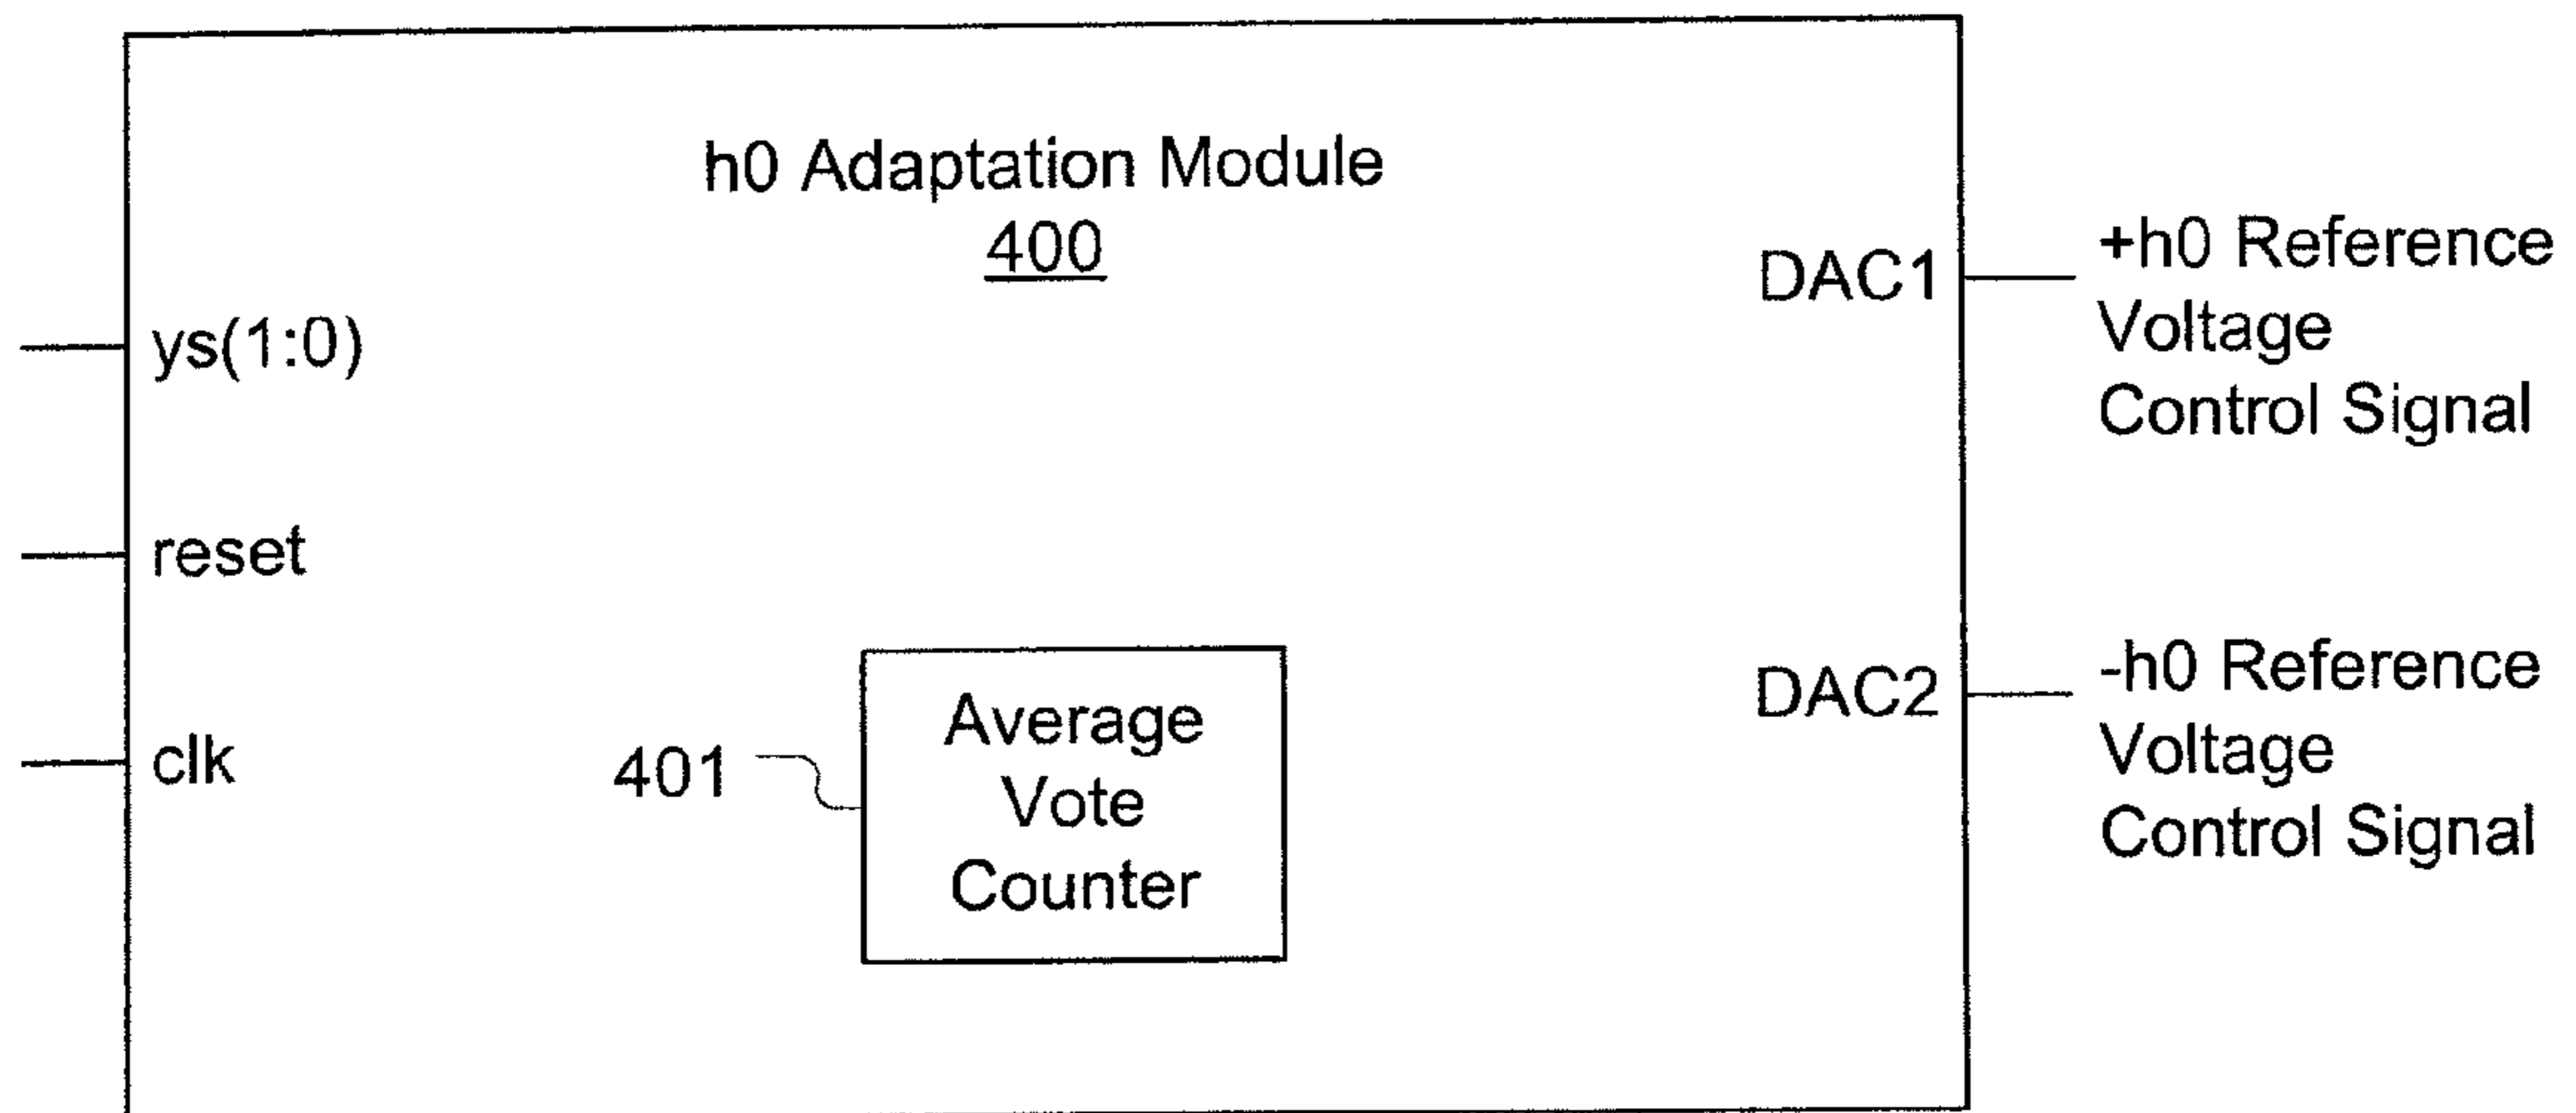 h0 Adaptation Module
400
ys(1:0)
reset
clk
401
Average
Vote
Counter
DAC1
+h0 Reference
Voltage
Control Signal
DAC2
-h0 Reference
Voltage
Control Signal